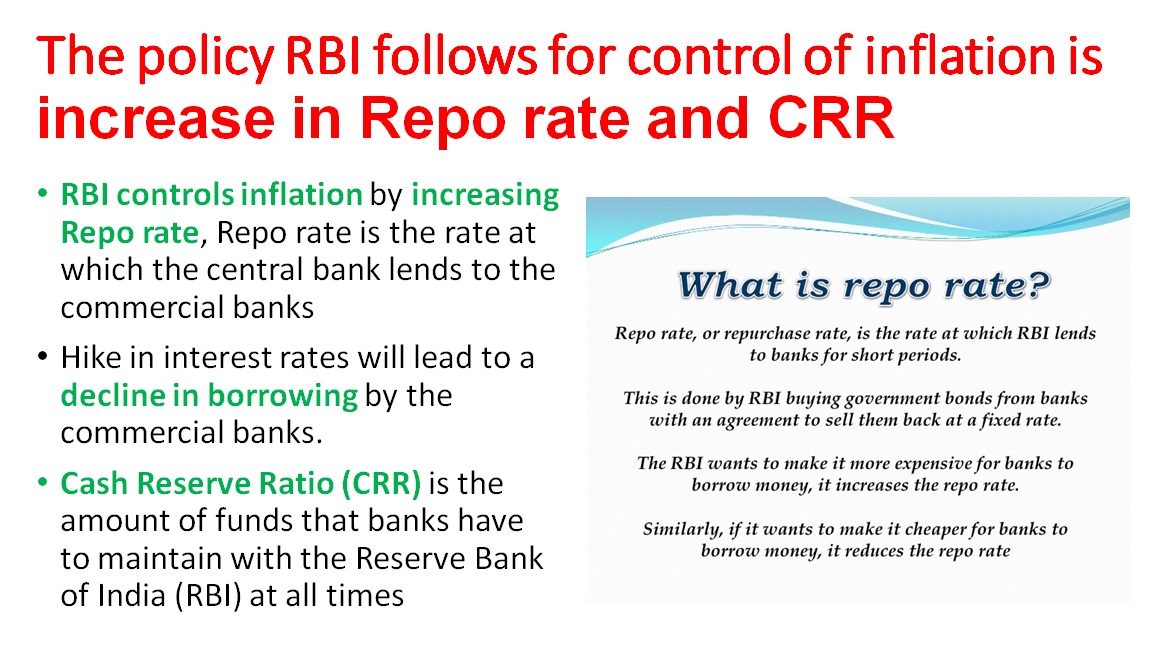 The policy RBI follows for control of inflation is
increase in Repo rate and CRR
• RBI controls inflation by increasing
Repo rate, Repo rate is the rate at
which the central bank lends to the
commercial banks
• Hike in interest rates will lead to a
decline in borrowing by the
commercial banks.
• Cash Reserve Ratio (CRR) is the
amount of funds that banks have
to maintain with the Reserve Bank
of India (RBI) at all times
What is repo rate?
Repo rate, or repurchase rate, is the rate at which RBI lends
to banks for short periods.
This is done by RBI buying government bonds from banks
with an agreement to sell them back at a fixed rate.
The RBI wants to make it more expensive for banks to
borrow money, it increases the repo rate.
Similarly, if it wants to make it cheaper for banks to
borrow money, it reduces the repo rate